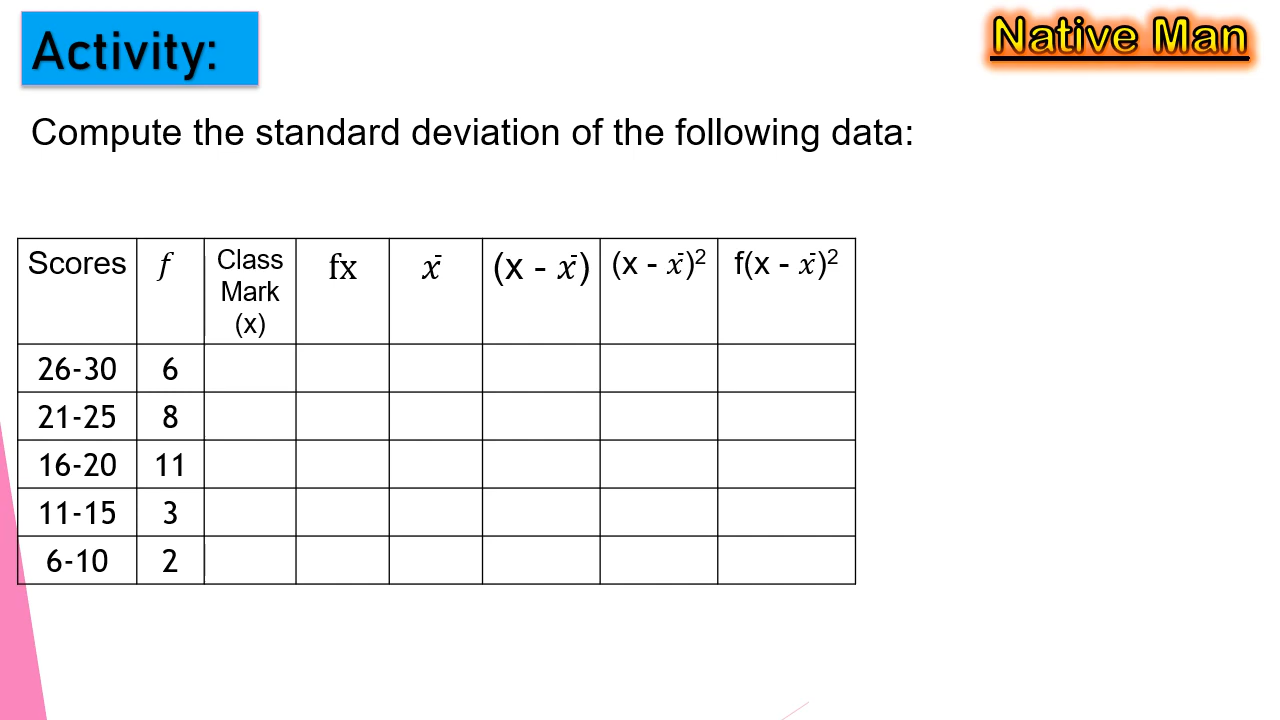 Activity:
Native Man
Compute the standard deviation of the following data:
Scores f Class Mark (x) fx x̄ (x - x̄) (x - x̄)² f(x - x̄)²
26-30 6
21-25 8
16-20 11
11-15 3
6-10 2